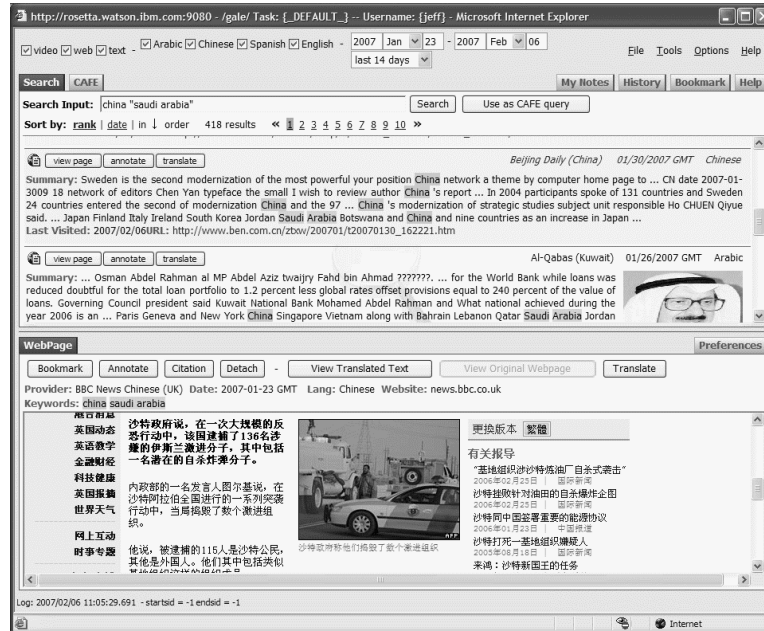 http://rosetta.watson.ibm.com:9080 - /gale/ Task: {_DEFAULT_} -- Username: {jeff} - Microsoft Internet Explorer
video web text - Arabic Chinese Spanish English - 2007 Jan 23 - 2007 Feb 06
last 14 days
File Tools Options Help
Search CAFE My Notes History Bookmark Help
Search Input: china "saudi arabia" Search Use as CAFE query
Sort by: rank | date | in ↓ order 418 results « 1 2 3 4 5 6 7 8 9 10 »
view page annotate translate Beijing Daily (China) 01/30/2007 GMT Chinese
Summary: Sweden in the second modernization of the most powerful your position China network a theme by computer home page to ... CN date 2007-01-
3009 18 network of editors Chen Yan typeface the small I wish to review author China 's report ... In 2004 participants spoke of 131 countries and Sweden
24 countries entered the second of modernization China and the 97 ... China 's modernization of strategic studies subject unit responsible Ho CHUEN Qiyue
said. ... Japan Finland Italy Ireland South Korea Jordan Saudi Arabia Botswana and China and nine countries as an increase in Japan ...
Last Visited: 2007/02/06URL: http://www.ben.com.cn/ztxw/200701/t20070130_162221.htm
view page annotate translate Al-Qabas (Kuwait) 01/26/2007 GMT Arabic
Summary: ... Osman Abdel Rahman al MP Abdel Aziz twaijry Fahd bin Ahmad ???????. ... for the World Bank while loans was
reduced doubtful for the total loan portfolio to 1.2 percent less global rates offset provisions equal to 240 percent of the value of
loans. Governing Council president said Kuwait National Bank Mohamed Abdel Rahman and What national achieved during the
year 2006 is an ... Paris Geneva and New York China Singapore Vietnam along with Bahrain Lebanon Qatar Saudi Arabia Jordan
WebPage Preferences
Bookmark Annotate Citation Detach - View Translated Text View Original Webpage Translate
Provider: BBC News Chinese (UK) Date: 2007-01-23 GMT Lang: Chinese Website: news.bbc.co.uk
Keywords: china saudi arabia
英国动态
英语教学
金融财经
科技健康
英国报摘
世界天气
网上互动
时事专题
沙特政府说，在一次大规模的反
恐行动中，该国逮捕了136名涉
嫌的伊斯兰激进分子，其中包括
一名潜在的自杀炸弹分子。
内政部的一名发言人图尔基说，在
沙特阿拉伯全国进行的一系列突袭
行动中，当局捣毁了数个激进组
织。
他说，被逮捕的115人是沙特公民，
其他是外国人。他们其中包括类似
沙特政府称他们捣毁了数个激进组织
更换版本 繁體
有关报导
"基地组织涉沙特炼油厂自杀式袭击"
2006年02月25日 | 国际新闻
沙特挫败针对油田的自杀爆炸企图
2006年02月25日 | 国际新闻
沙特同中国签署重要的能源协议
2006年01月23日 | 中国报道
沙特打死一基地组织嫌疑人
2005年08月18日 | 国际新闻
来鸿：沙特新国王的任务
Log: 2007/02/06 11:05:29.691 - startsid = -1 endsid = -1
Internet